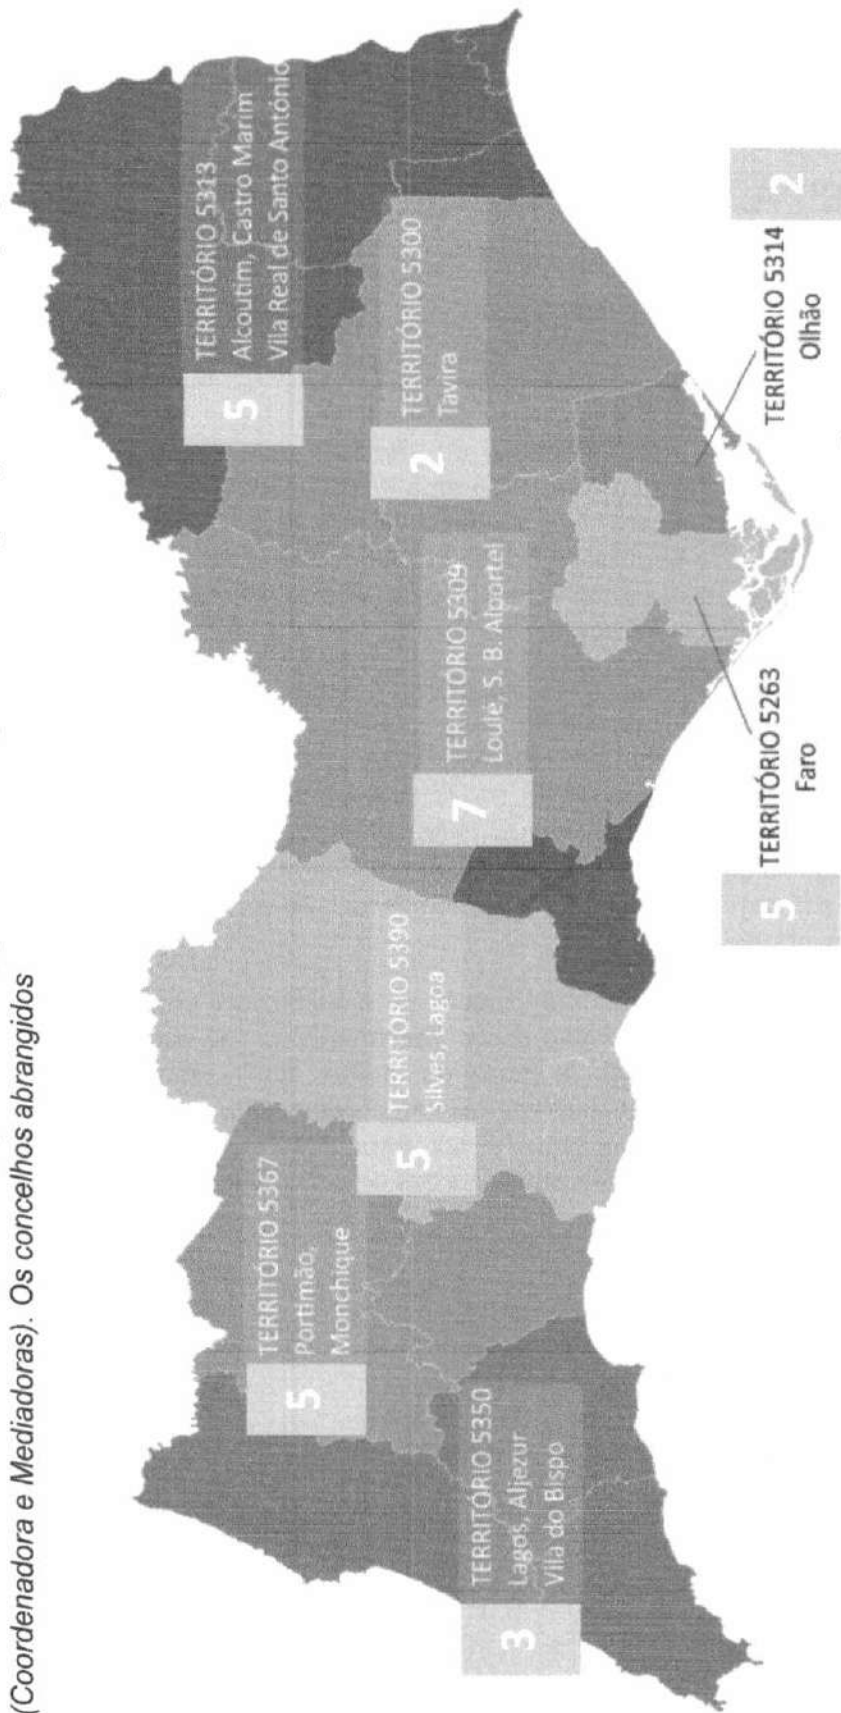 (Coordenadora e Mediadoras). Os concelhos abrangidos
3
TERRITÓRIO 5350
Lagos, Aljezur
Vila do Bispo
5
TERRITÓRIO 5367
Portimão,
Monchique
5
TERRITÓRIO 5390
Silves, Lagoa
7
TERRITÓRIO 5309
Loulé, S. B. Alportel
2
TERRITÓRIO 5300
Tavira
5
TERRITÓRIO 5313
Alcoutim, Castro Marim
Vila Real de Santo António
5
TERRITÓRIO 5263
Faro
TERRITÓRIO 5314
Olhão
2